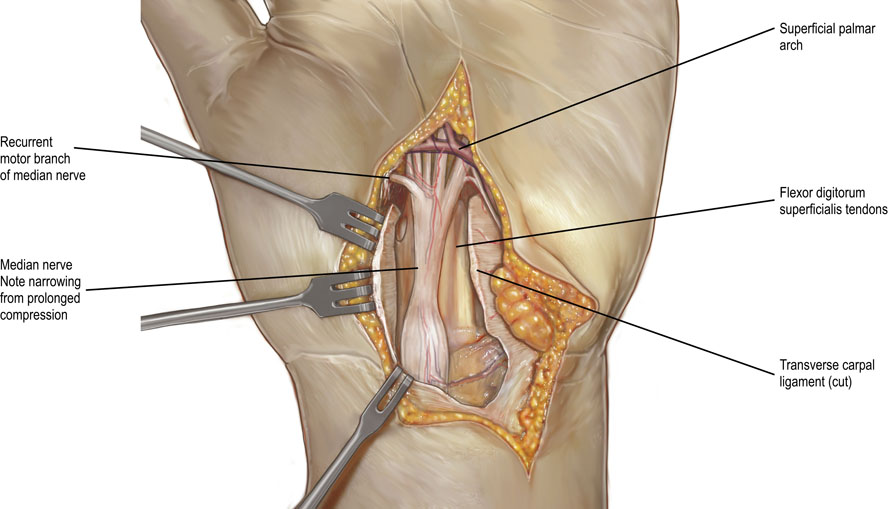 Superficial palmar
arch
Recurrent
motor branch
of median nerve
Flexor digitorum
superficialis tendons
Median nerve
Note narrowing
from prolonged
compression
Transverse carpal
ligament (cut)